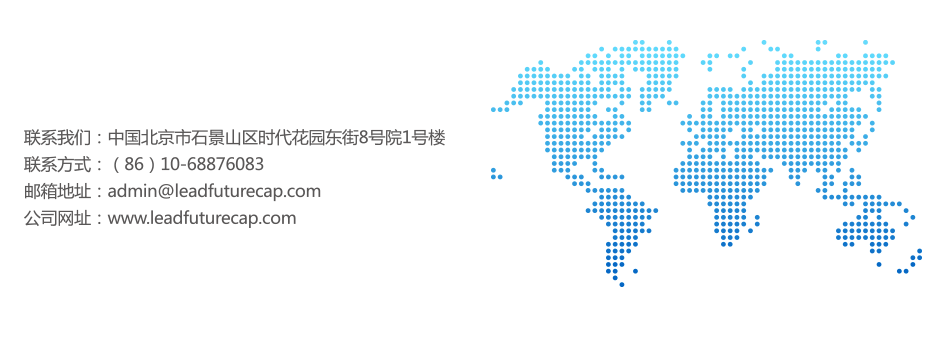 联系我们：中国北京市石景山区时代花园东街8号院1号楼
联系方式：（86）10-68876083
邮箱地址：admin@leadfuturecap.com
公司网址：www.leadfuturecap.com